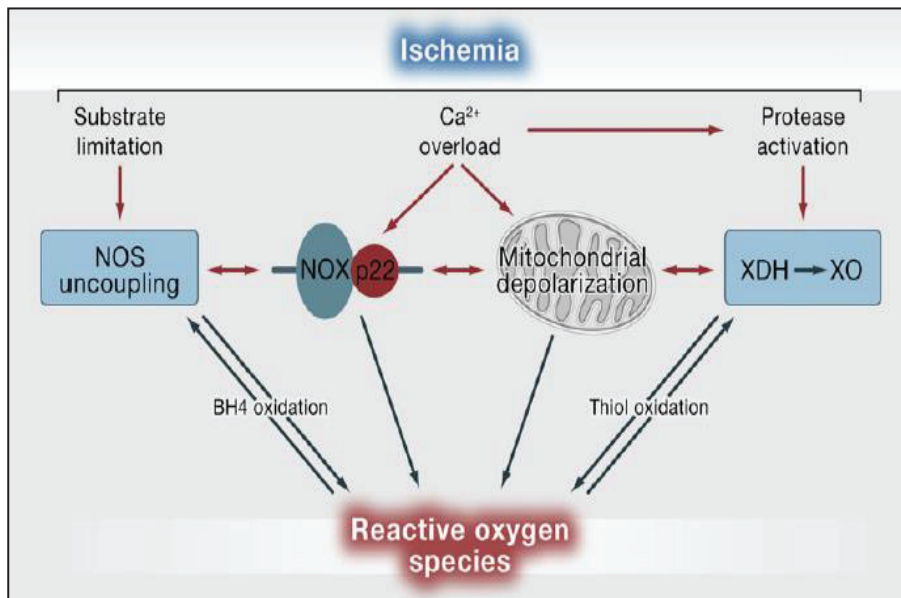 Ischemia
Substrate
limitation
Ca²⁺
overload
Protease
activation
NOS
uncoupling
NOX p22
Mitochondrial
depolarization
XDH XO
BH4 oxidation
Thiol oxidation
Reactive oxygen
species